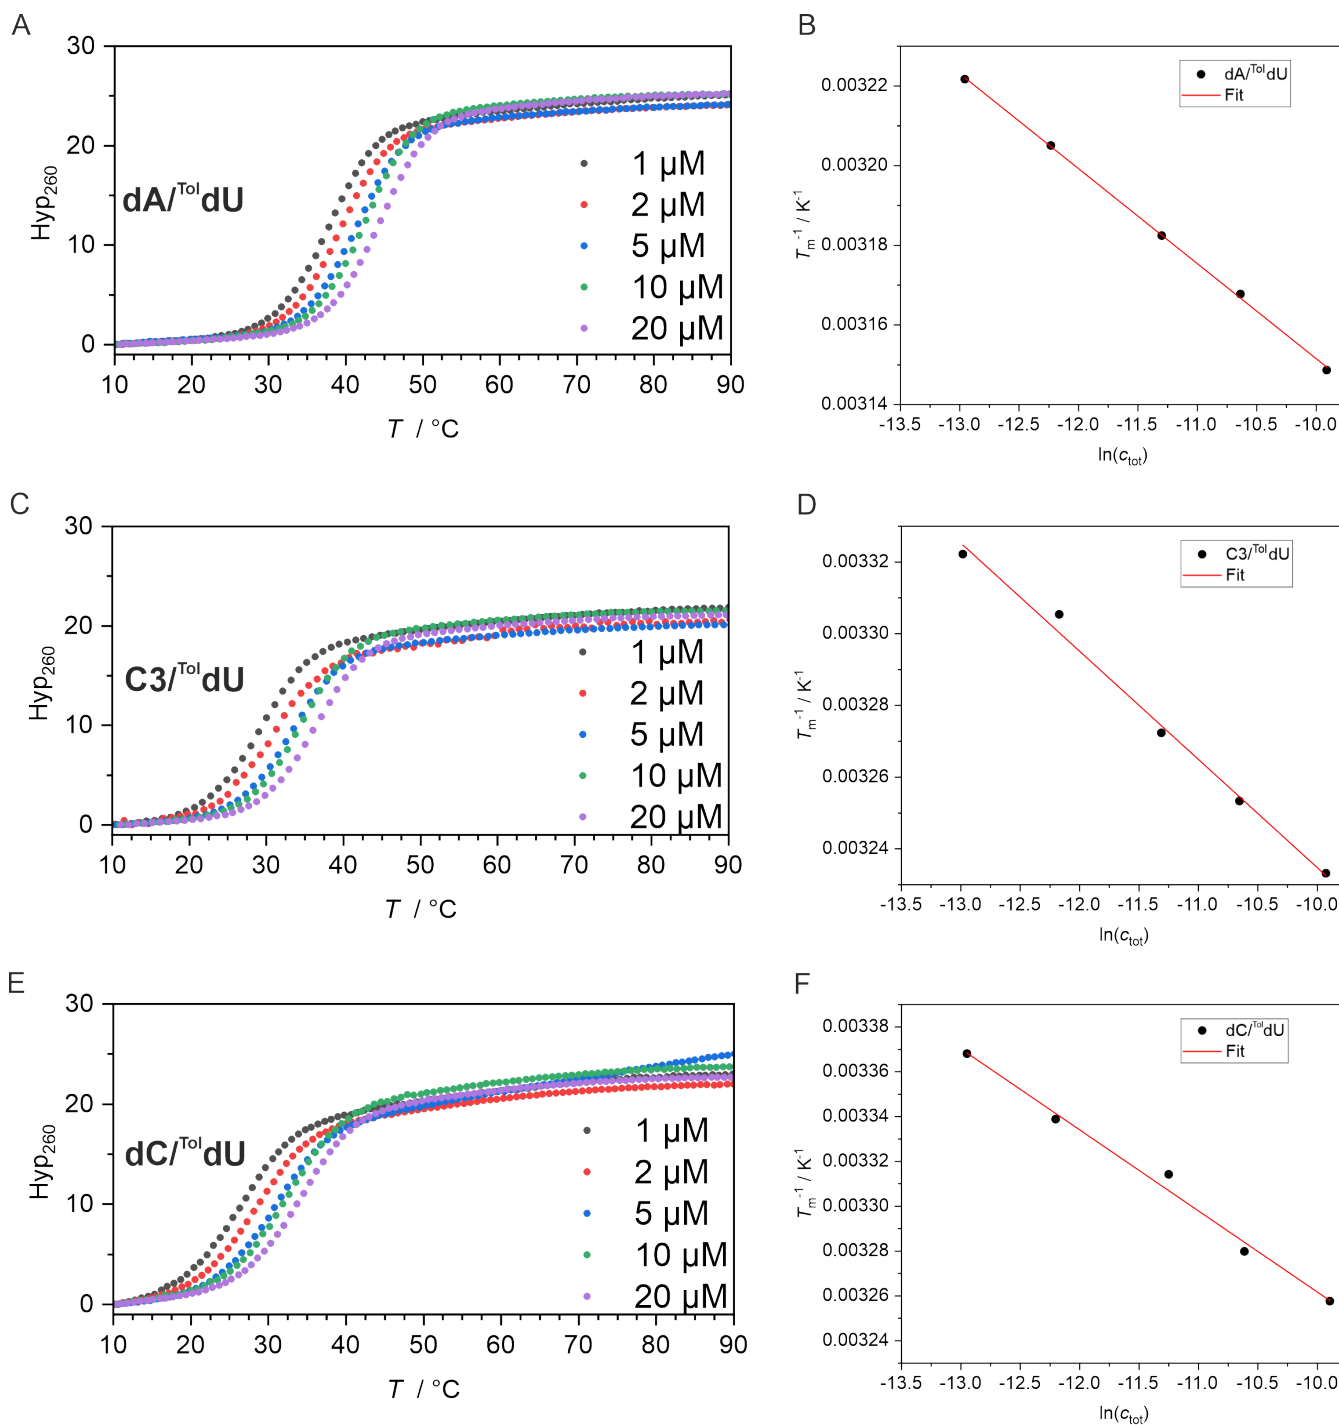 A
30
20
10
0
Hyp260
dA/ToldU
1 µM
2 µM
5 µM
10 µM
20 µM
10 20 30 40 50 60 70 80 90
T / °C
B
0.00322
0.00320
0.00318
0.00316
0.00314
Tm-1 / K-1
dA/ToldU
Fit
-13.5 -13.0 -12.5 -12.0 -11.5 -11.0 -10.5 -10.0
ln(ctot)
C
30
20
10
0
Hyp260
C3/ToldU
1 µM
2 µM
5 µM
10 µM
20 µM
10 20 30 40 50 60 70 80 90
T / °C
D
0.00332
0.00330
0.00328
0.00326
0.00324
Tm-1 / K-1
C3/ToldU
Fit
-13.5 -13.0 -12.5 -12.0 -11.5 -11.0 -10.5 -10.0
ln(ctot)
E
30
20
10
0
Hyp260
dC/ToldU
1 µM
2 µM
5 µM
10 µM
20 µM
10 20 30 40 50 60 70 80 90
T / °C
F
0.00338
0.00336
0.00334
0.00332
0.00330
0.00328
0.00326
0.00324
Tm-1 / K-1
dC/ToldU
Fit
-13.5 -13.0 -12.5 -12.0 -11.5 -11.0 -10.5 -10.0
ln(ctot)